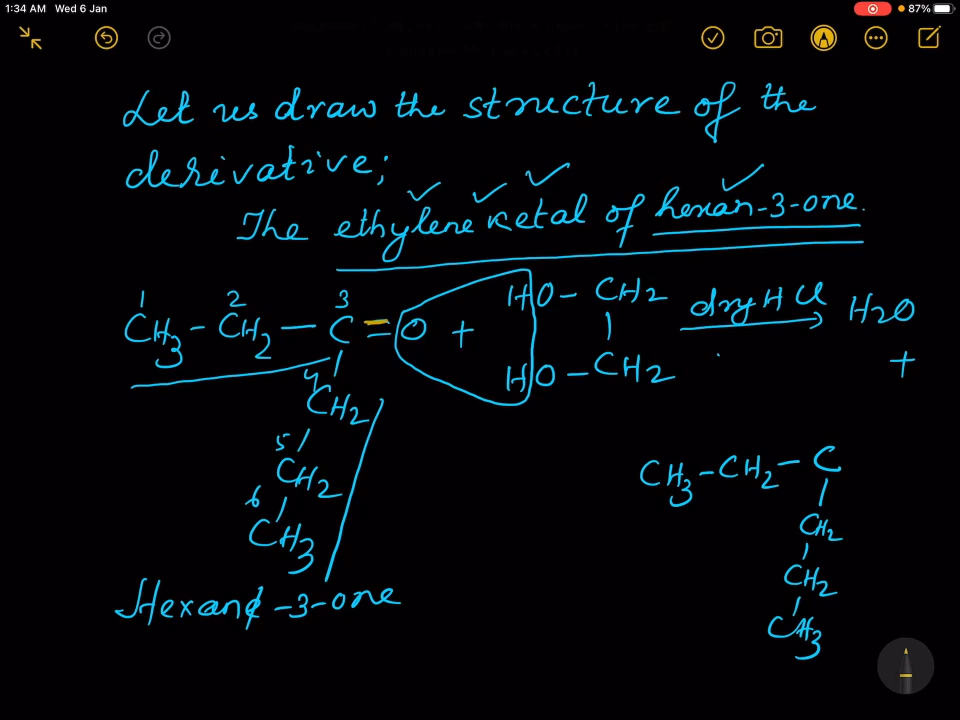 1:34 AM Wed 6 Jan
87%
Let us draw the structure of the
derivative;
The ethylene ketal of hexan-3-one.
1 2 3
CH3-CH2-C=O + HO-CH2 dry HCl H2O
HO-CH2 +
4
CH2
5
CH2
6
CH3
Hexane-3-one
CH3-CH2-C
CH2
CH2
CH3